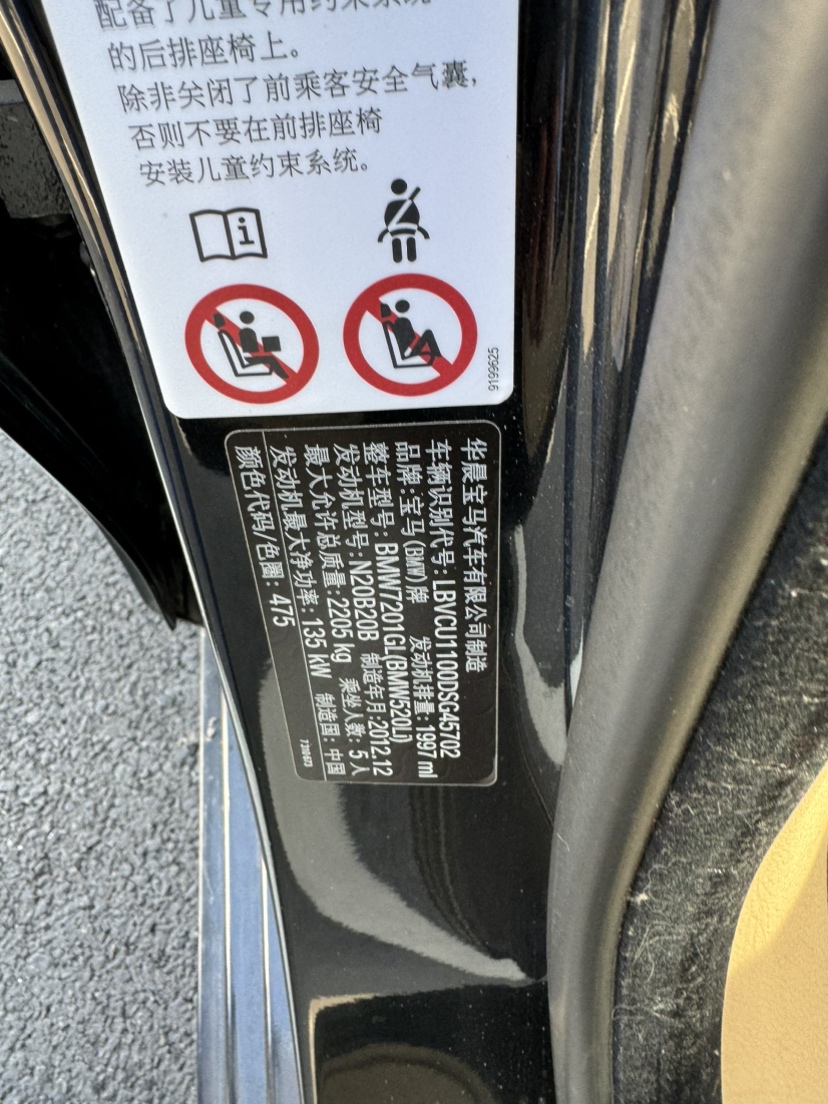 配备了儿童专用约束系统
的后排座椅上。
除非关闭了前乘客安全气囊，
否则不要在前排座椅
安装儿童约束系统。
9199625
华晨宝马汽车有限公司制造
车辆识别代号：LBVCU1100DSG45702
品牌：宝马(BMW)牌 发动机排量：1997 ml
整车型号：BMW7201GL(BMW520Li)
发动机型号：N20B20B 制造年月：2012.12
最大允许总质量：2205 kg 乘坐人数：5 人
发动机最大净功率：135 kW 制造国：中国
颜色代码/色圈：475